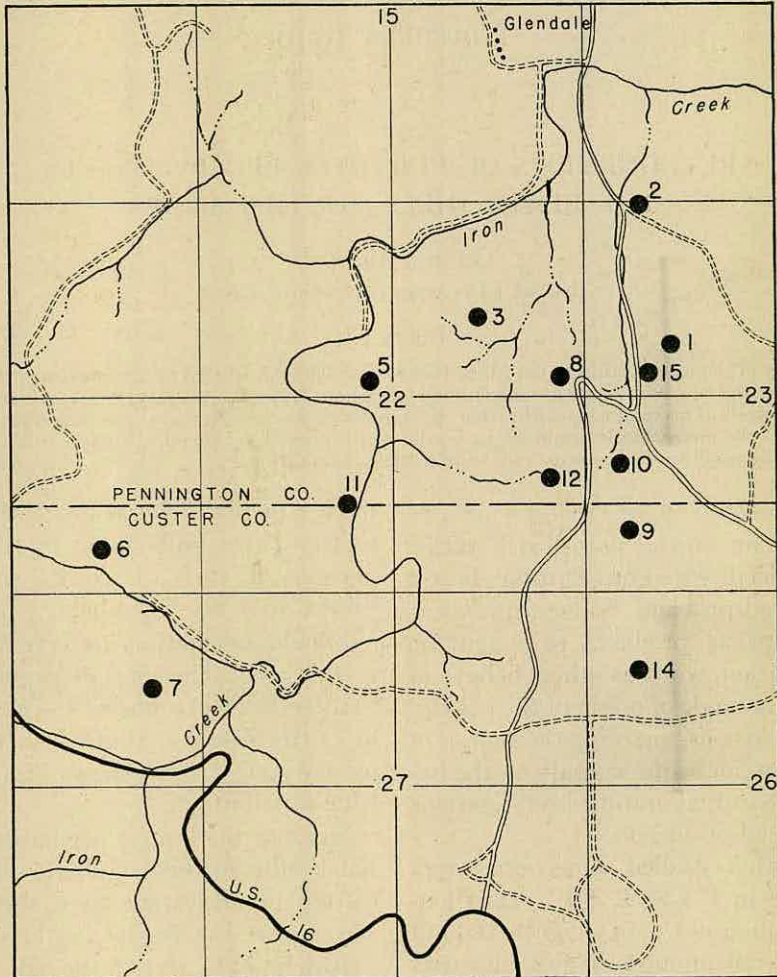 15
Glendale
Creek
2
Iron
3
1
5
8
15
22
23
10
12
11
PENNINGTON CO.
CUSTER CO.
9
6
14
7
Creek
27
26
Iron
U.S.
16